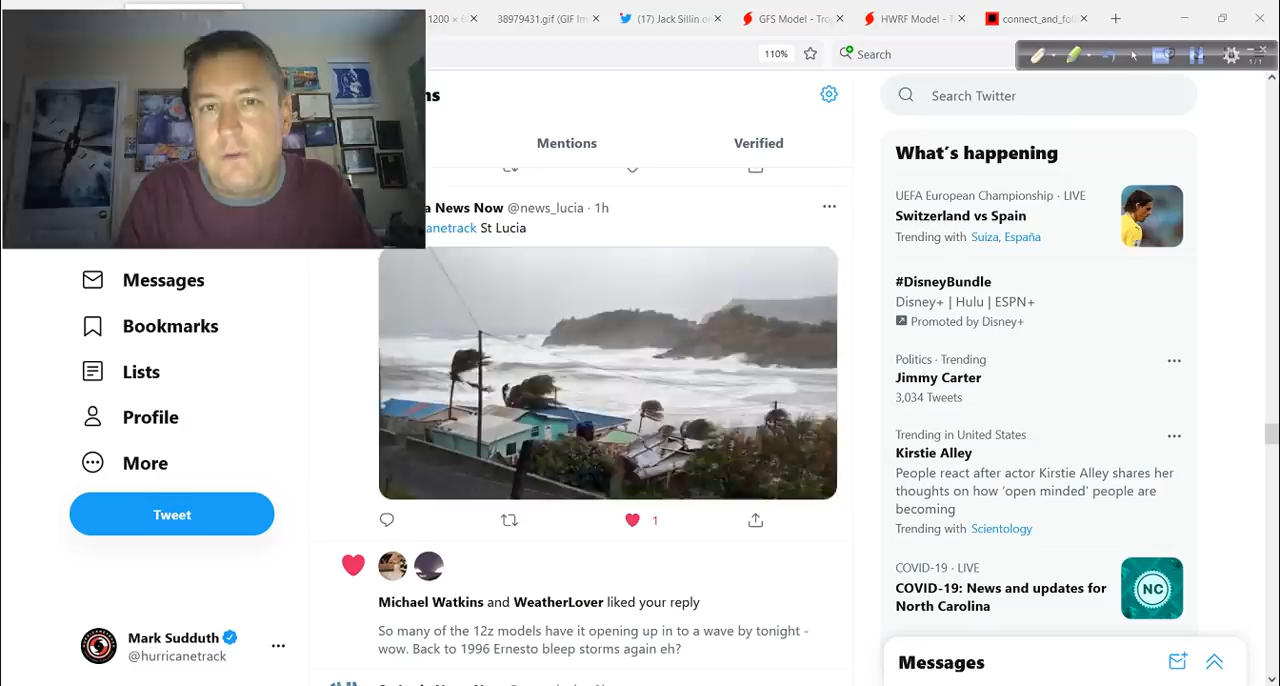 1200 ×
38979431.gif (GIF Im
(17) Jack Sillin on
GFS Model - Tro
HWRF Model - T
connect_and_fol
110%
Search
1/1
ns
Mentions
Verified
a News Now @news_lucia · 1h
anetrack St Lucia
1
Michael Watkins and WeatherLover liked your reply
So many of the 12z models have it opening up in to a wave by tonight -
wow. Back to 1996 Ernesto bleep storms again eh?
Messages
Bookmarks
Lists
Profile
More
Tweet
Mark Sudduth
@hurricanetrack
Search Twitter
What's happening
UEFA European Championship · LIVE
Switzerland vs Spain
Trending with Suiza, España
#DisneyBundle
Disney+ | Hulu | ESPN+
Promoted by Disney+
Politics · Trending
Jimmy Carter
3,034 Tweets
Trending in United States
Kirstie Alley
People react after actor Kirstie Alley shares her
thoughts on how ‘open minded’ people are
becoming
Trending with Scientology
COVID-19 · LIVE
COVID-19: News and updates for
North Carolina
NC
Messages